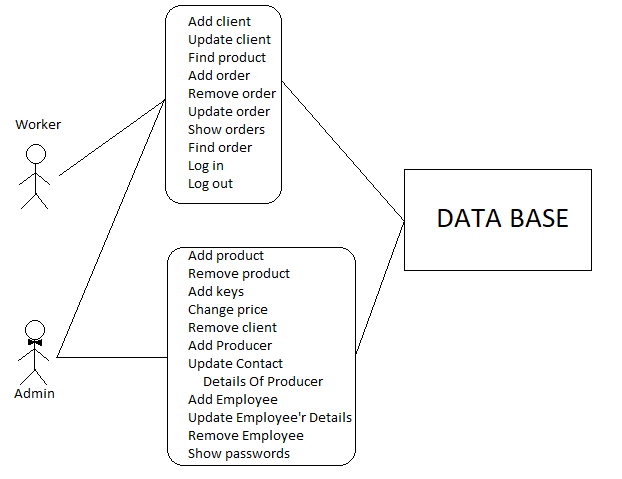 Add client
Update client
Find product
Add order
Remove order
Update order
Show orders
Find order
Log in
Log out
Worker
DATA BASE
Add product
Remove product
Add keys
Change price
Remove client
Add Producer
Update Contact
Details Of Producer
Add Employee
Update Employee'r Details
Remove Employee
Show passwords
Admin